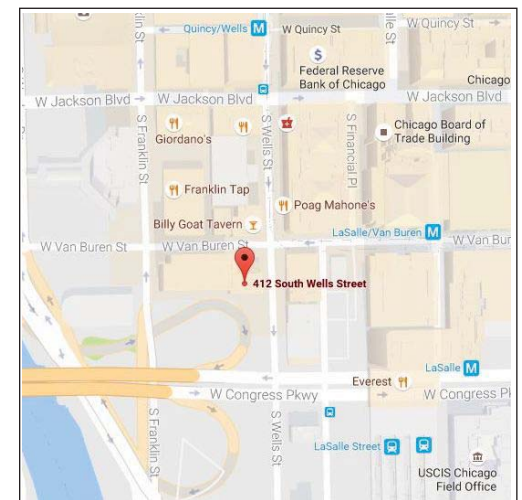 in St
Quincy/Wells M
W Quincy St
lle St
$
Federal Reserve
Bank of Chicago
Chicago
W Jackson Blvd
W Jackson Blvd
S Franklin St
Giordano's
S Wells St
S Financial Pl
Chicago Board of
Trade Building
Franklin Tap
Poag Mahone's
Billy Goat Tavern
LaSalle/Van Buren M
W Van Buren St
W Van Buren St
W Van Bur
412 South Wells Street
LaSalle M
Everest
W Congress Pkwy
W Congress Pl
S Franklin St
S Wells St
LaSalle Street
USCIS Chicago
Field Office